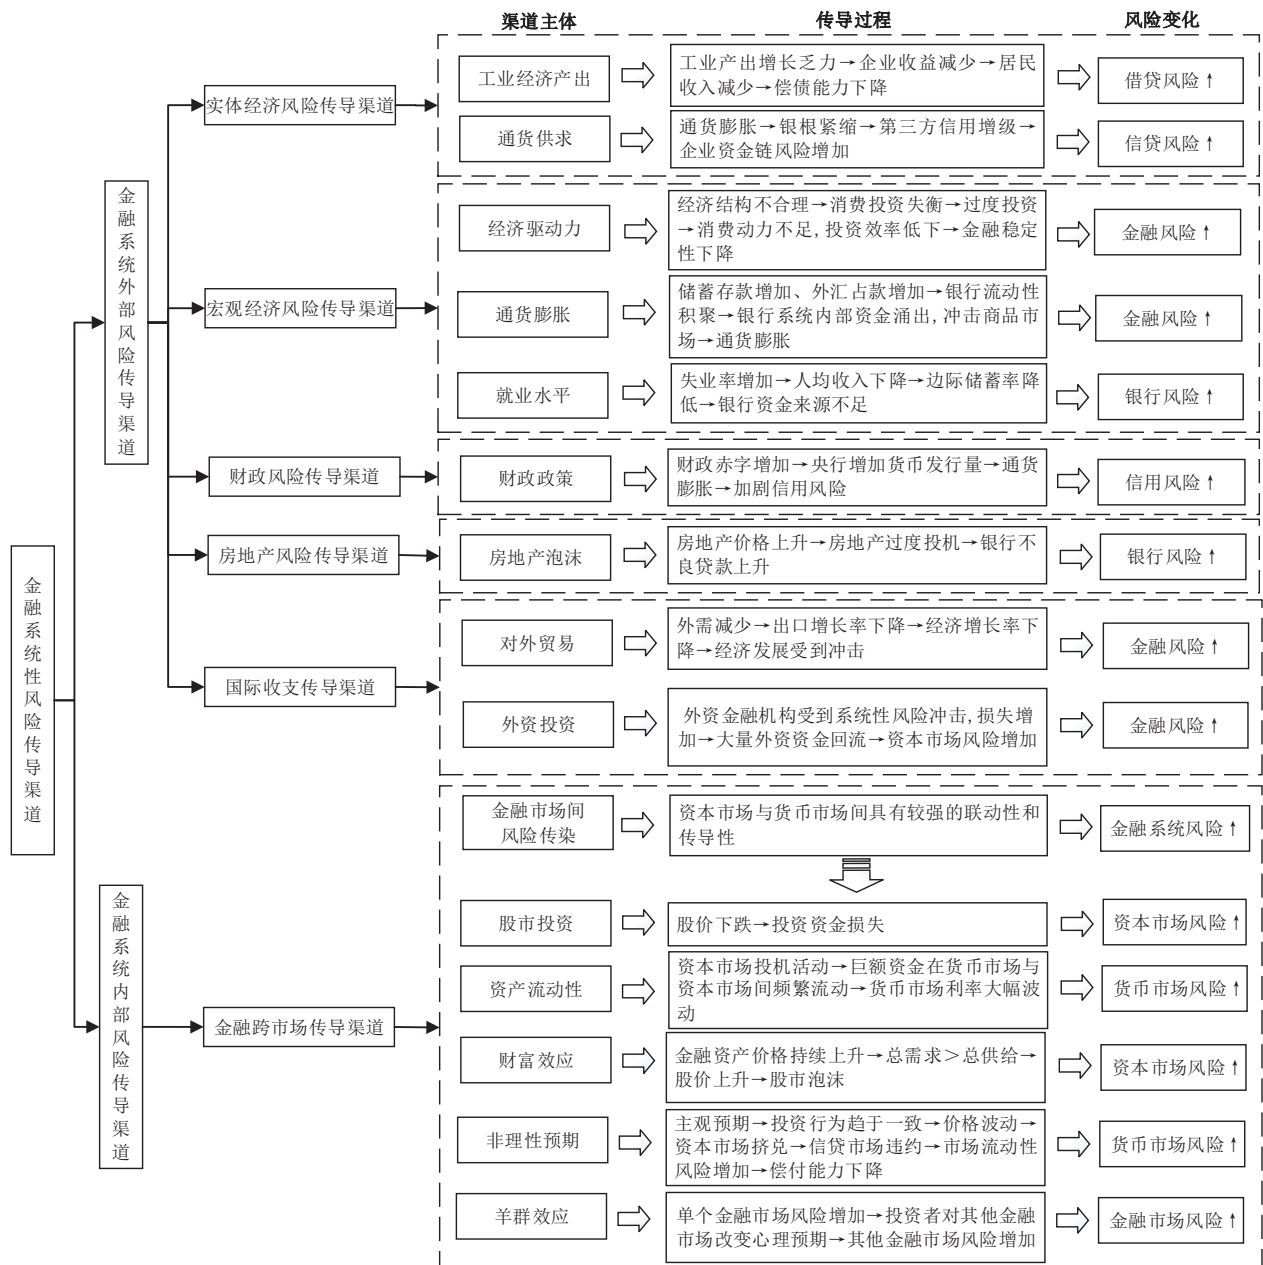 渠道主体
传导过程
风险变化
金融系统性风险传导渠道
金融系统外部风险传导渠道
实体经济风险传导渠道
工业经济产出
工业产出增长乏力→企业收益减少→居民
收入减少→偿债能力下降
借贷风险↑
通货供求
通货膨胀→银根紧缩→第三方信用增级→
企业资金链风险增加
信贷风险↑
宏观经济风险传导渠道
经济驱动力
经济结构不合理→消费投资失衡→过度投资
→消费动力不足,投资效率低下→金融稳定
性下降
金融风险↑
通货膨胀
储蓄存款增加、外汇占款增加→银行流动性
积聚→银行系统内部资金涌出,冲击商品市
场→通货膨胀
金融风险↑
就业水平
失业率增加→人均收入下降→边际储蓄率降
低→银行资金来源不足
银行风险↑
财政风险传导渠道
财政政策
财政赤字增加→央行增加货币发行量→通货
膨胀→加剧信用风险
信用风险↑
房地产风险传导渠道
房地产泡沫
房地产价格上升→房地产过度投机→银行不
良贷款上升
银行风险↑
国际收支传导渠道
对外贸易
外需减少→出口增长率下降→经济增长率下
降→经济发展受到冲击
金融风险↑
外资投资
外资金融机构受到系统性风险冲击,损失增
加→大量外资资金回流→资本市场风险增加
金融风险↑
金融系统内部风险传导渠道
金融跨市场传导渠道
金融市场间
风险传染
资本市场与货币市场间具有较强的联动性和
传导性
金融系统风险↑
股市投资
股价下跌→投资资金损失
资本市场风险↑
资产流动性
资本市场投机活动→巨额资金在货币市场与
资本市场间频繁流动→货币市场利率大幅波
动
货币市场风险↑
财富效应
金融资产价格持续上升→总需求>总供给→
股价上升→股市泡沫
资本市场风险↑
非理性预期
主观预期→投资行为趋于一致→价格波动→
资本市场挤兑→信贷市场违约→市场流动性
风险增加→偿付能力下降
货币市场风险↑
羊群效应
单个金融市场风险增加→投资者对其他金融
市场改变心理预期→其他金融市场风险增加
金融市场风险↑